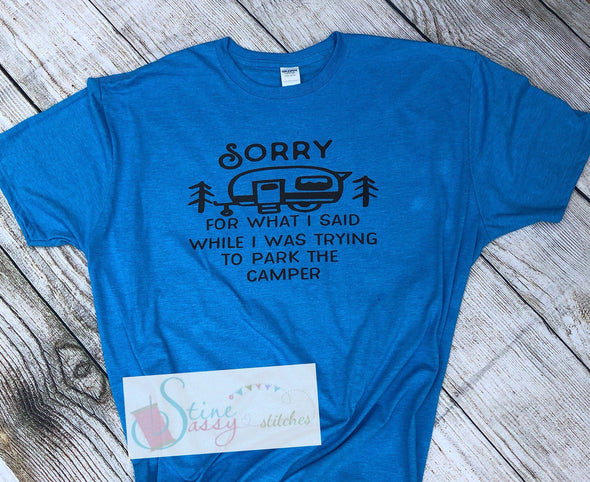 SORRY
FOR WHAT I SAID
WHILE I WAS TRYING
TO PARK THE
CAMPER
Stine
Sassy & stitches